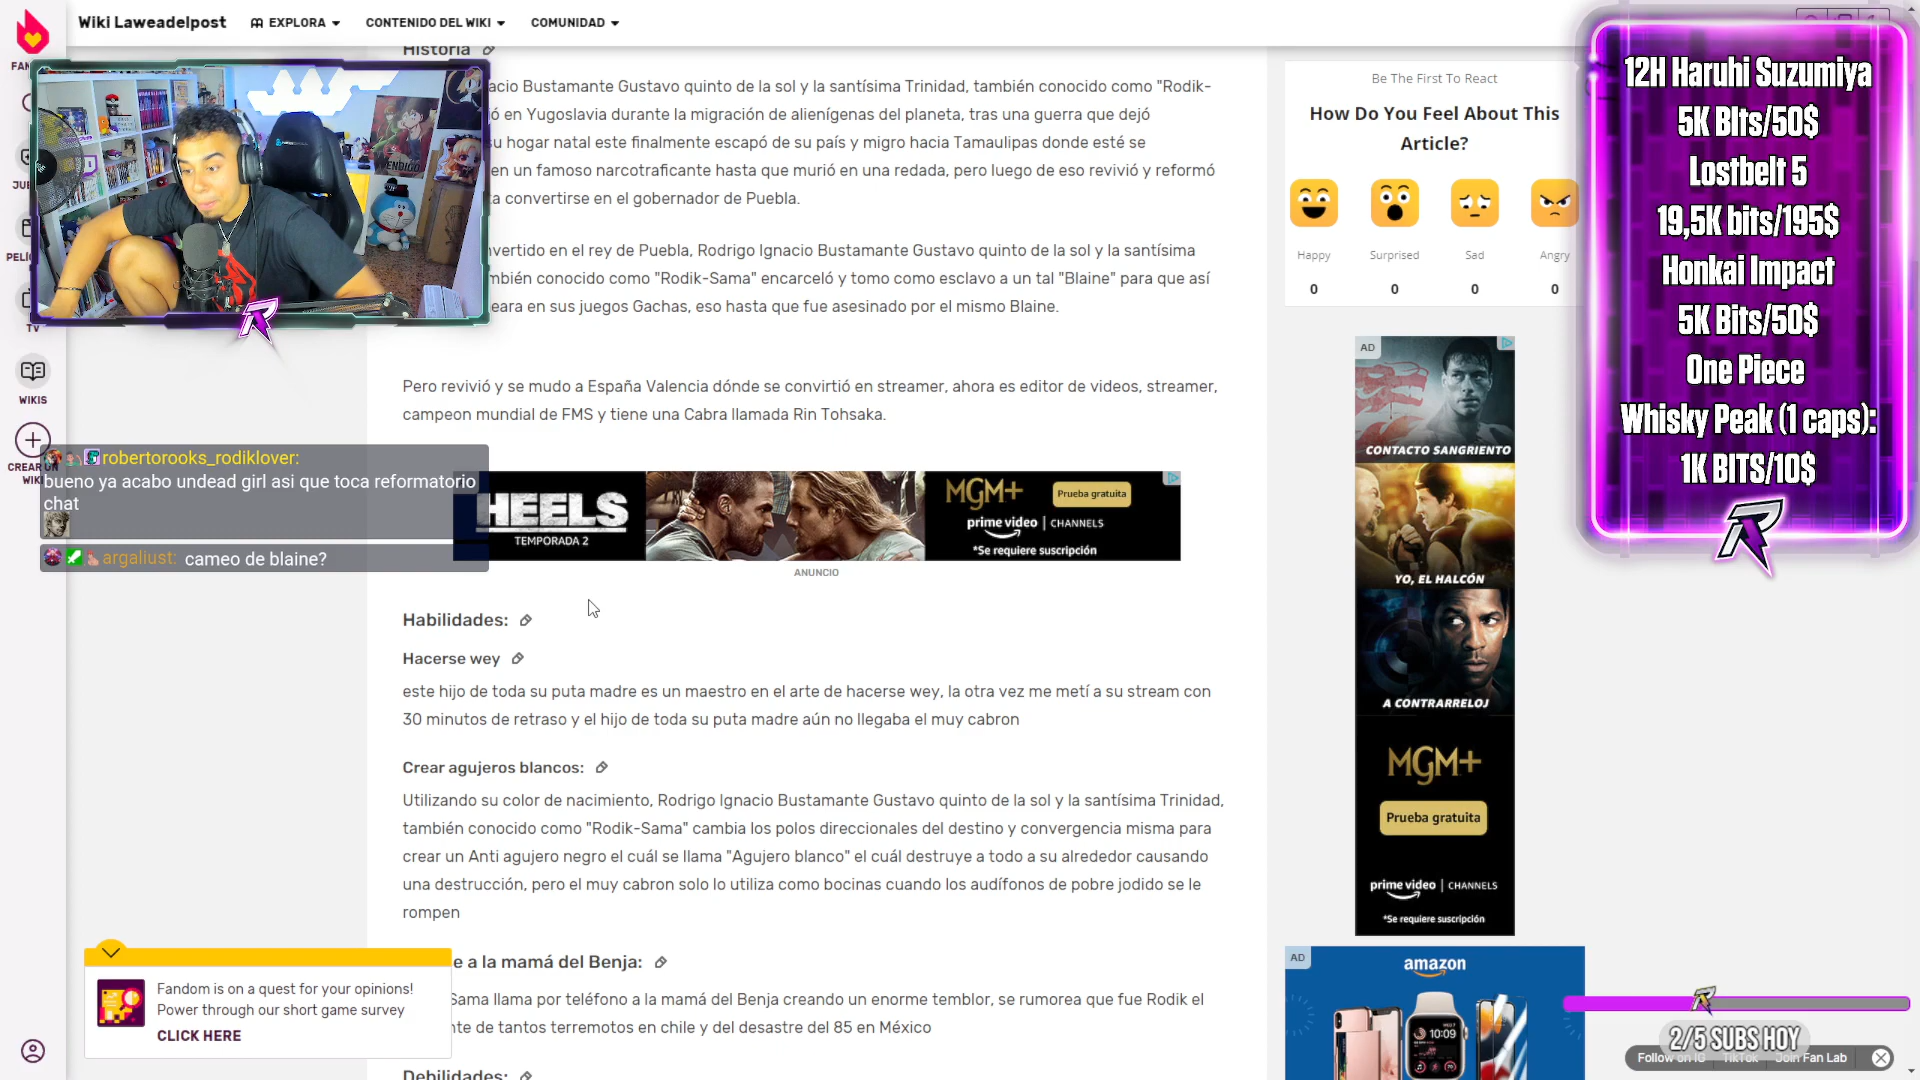 Wiki Laweadelpost
EXPLORA
CONTENIDO DEL WIKI
COMUNIDAD
FAN
JUE
PELÍC
TV
WIKIS
CREAR UN
WIKI
Historia
acio Bustamante Gustavo quinto de la sol y la santísima Trinidad, también conocido como "Rodik-
ó en Yugoslavia durante la migración de alienígenas del planeta, tras una guerra que dejó
su hogar natal este finalmente escapó de su país y migro hacia Tamaulipas donde esté se
en un famoso narcotraficante hasta que murió en una redada, pero luego de eso revivió y reformó
ta convertirse en el gobernador de Puebla.
nvertido en el rey de Puebla, Rodrigo Ignacio Bustamante Gustavo quinto de la sol y la santísima
mbién conocido como "Rodik-Sama" encarceló y tomo como esclavo a un tal "Blaine" para que así
eara en sus juegos Gachas, eso hasta que fue asesinado por el mismo Blaine.
Pero revivió y se mudo a España Valencia dónde se convirtió en streamer, ahora es editor de videos, streamer,
campeon mundial de FMS y tiene una Cabra llamada Rin Tohsaka.
robertorooks_rodiklover:
bueno ya acabo undead girl asi que toca reformatorio
chat
argaliust: cameo de blaine?
HEELS
TEMPORADA 2
MGM+
Prueba gratuita
prime video | CHANNELS
*Se requiere suscripción
ANUNCIO
Habilidades:
Hacerse wey
este hijo de toda su puta madre es un maestro en el arte de hacerse wey, la otra vez me metí a su stream con
30 minutos de retraso y el hijo de toda su puta madre aún no llegaba el muy cabron
Crear agujeros blancos:
Utilizando su color de nacimiento, Rodrigo Ignacio Bustamante Gustavo quinto de la sol y la santísima Trinidad,
también conocido como "Rodik-Sama" cambia los polos direccionales del destino y convergencia misma para
crear un Anti agujero negro el cuál se llama "Agujero blanco" el cuál destruye a todo a su alrededor causando
una destrucción, pero el muy cabron solo lo utiliza como bocinas cuando los audífonos de pobre jodido se le
rompen
e a la mamá del Benja:
Sama llama por teléfono a la mamá del Benja creando un enorme temblor, se rumorea que fue Rodik el
nte de tantos terremotos en chile y del desastre del 85 en México
Debilidades:
Fandom is on a quest for your opinions!
Power through our short game survey
CLICK HERE
Be The First To React
How Do You Feel About This
Article?
Happy
Surprised
Sad
Angry
0
0
0
0
AD
CONTACTO SANGRIENTO
YO, EL HALCÓN
A CONTRARRELOJ
MGM+
Prueba gratuita
prime video | CHANNELS
*Se requiere suscripción
AD
amazon
10:09
12H Haruhi Suzumiya
5K BIts/50$
Lostbelt 5
19,5K bits/195$
Honkai Impact
5K Bits/50$
One Piece
Whisky Peak (1 caps):
1K BITS/10$
2/5 SUBS HOY
Follow on IG
TikTok
Join Fan Lab